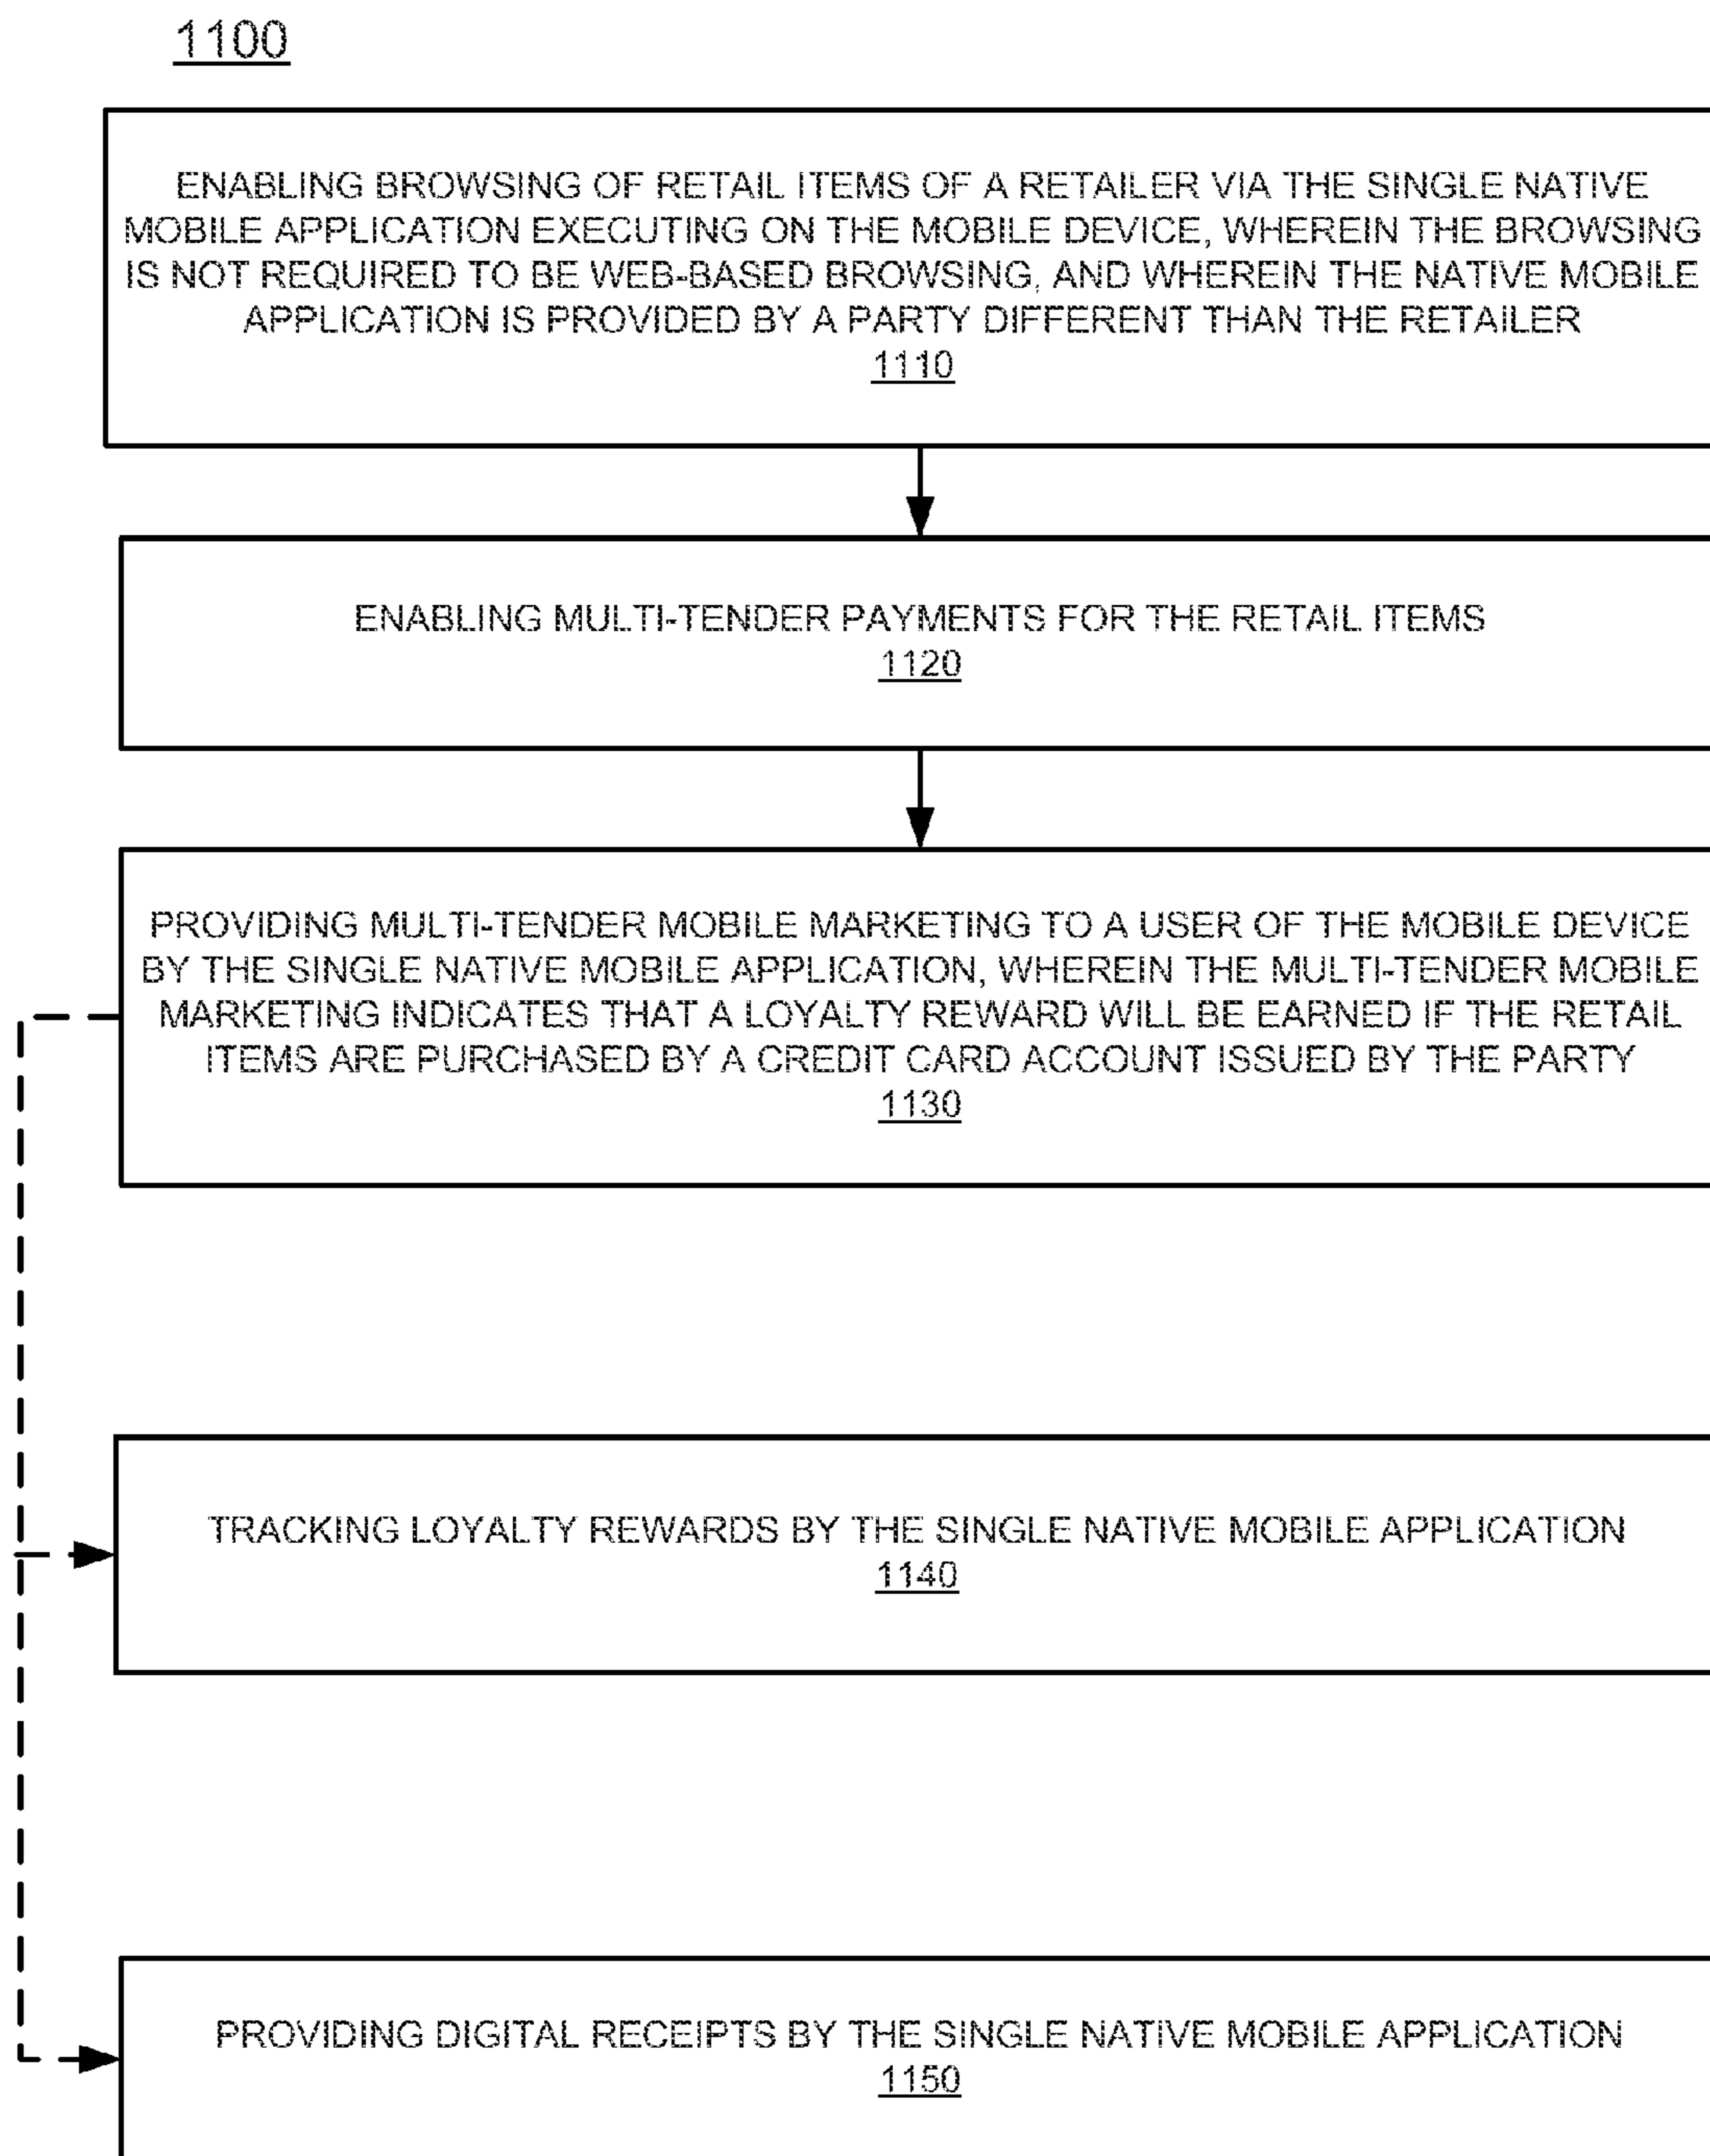 1100
ENABLING BROWSING OF RETAIL ITEMS OF A RETAILER VIA THE SINGLE NATIVE
MOBILE APPLICATION EXECUTING ON THE MOBILE DEVICE, WHEREIN THE BROWSING
IS NOT REQUIRED TO BE WEB-BASED BROWSING, AND WHEREIN THE NATIVE MOBILE
APPLICATION IS PROVIDED BY A PARTY DIFFERENT THAN THE RETAILER
1110
ENABLING MULTI-TENDER PAYMENTS FOR THE RETAIL ITEMS
1120
PROVIDING MULTI-TENDER MOBILE MARKETING TO A USER OF THE MOBILE DEVICE
BY THE SINGLE NATIVE MOBILE APPLICATION, WHEREIN THE MULTI-TENDER MOBILE
MARKETING INDICATES THAT A LOYALTY REWARD WILL BE EARNED IF THE RETAIL
ITEMS ARE PURCHASED BY A CREDIT CARD ACCOUNT ISSUED BY THE PARTY
1130
TRACKING LOYALTY REWARDS BY THE SINGLE NATIVE MOBILE APPLICATION
1140
PROVIDING DIGITAL RECEIPTS BY THE SINGLE NATIVE MOBILE APPLICATION
1150